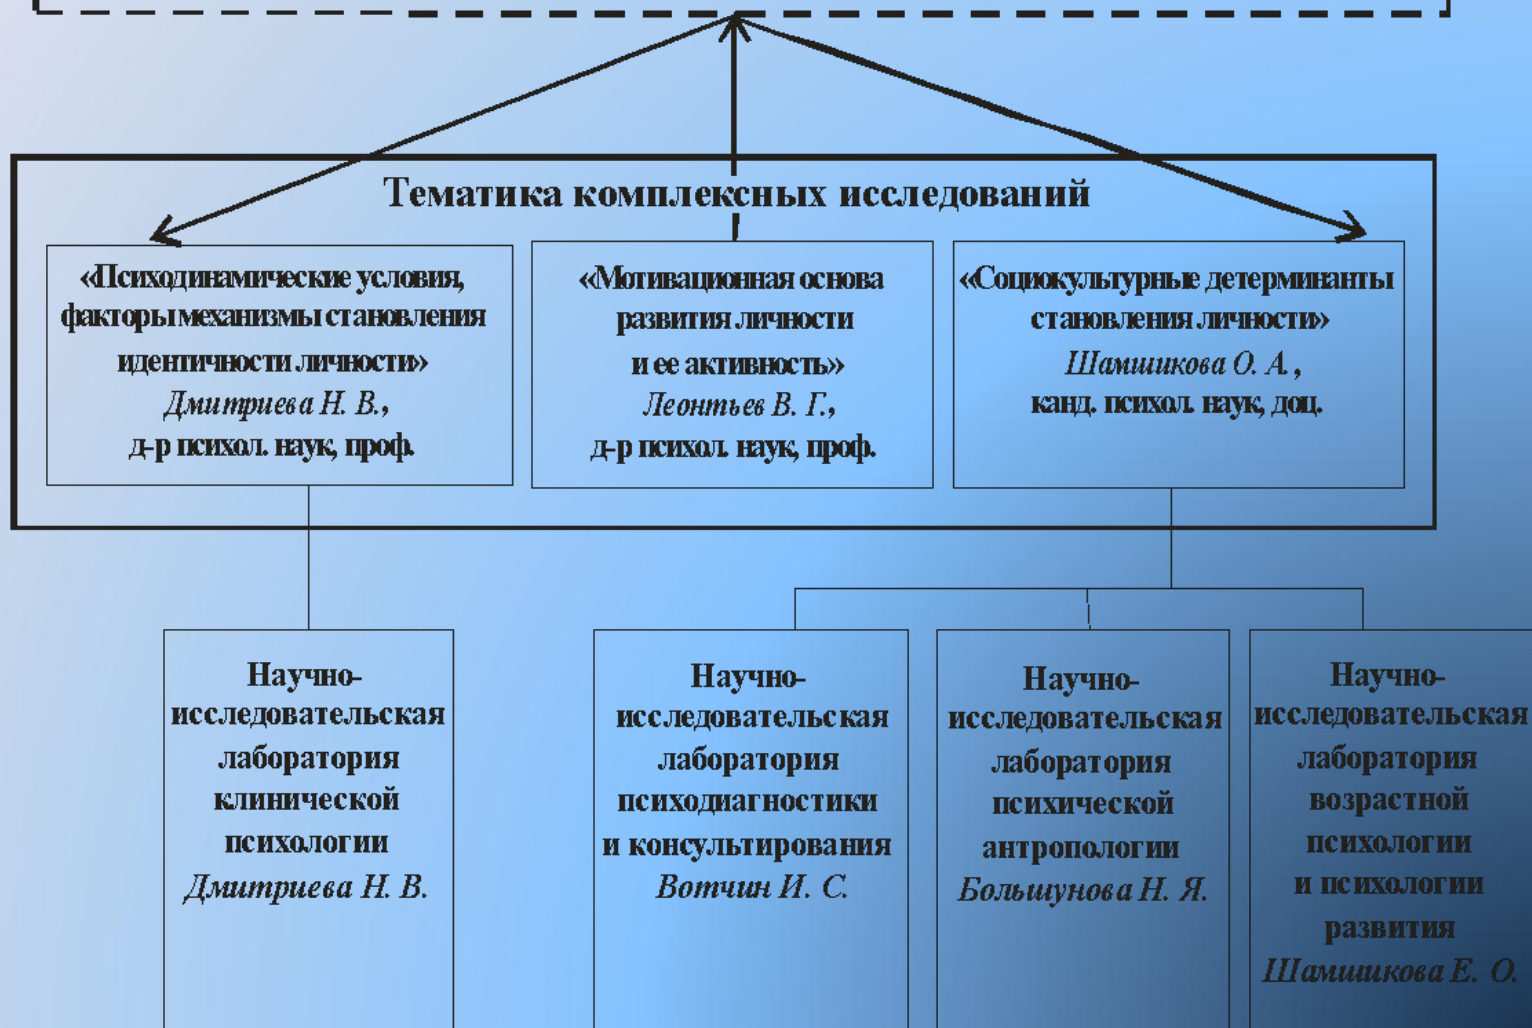 Тематика комплексных исследований
«Психодинамические условия,
факторы механизмы становления
идентичности личности»
Дмитриева Н. В.,
д-р психол. наук, проф.
«Мотивационная основа
развития личности
и ее активность»
Леонтьев В. Г.,
д-р психол. наук, проф.
«Социокультурные детерминанты
становления личности»
Шамшикова О. А.,
канд. психол. наук, доц.
Научно-
исследовательская
лаборатория
клинической
психологии
Дмитриева Н. В.
Научно-
исследовательская
лаборатория
психодиагностики
и консультирования
Вотчин И. С.
Научно-
исследовательская
лаборатория
психической
антропологии
Большунова Н. Я.
Научно-
исследовательская
лаборатория
возрастной
психологии
и психологии
развития
Шамшикова Е. О.